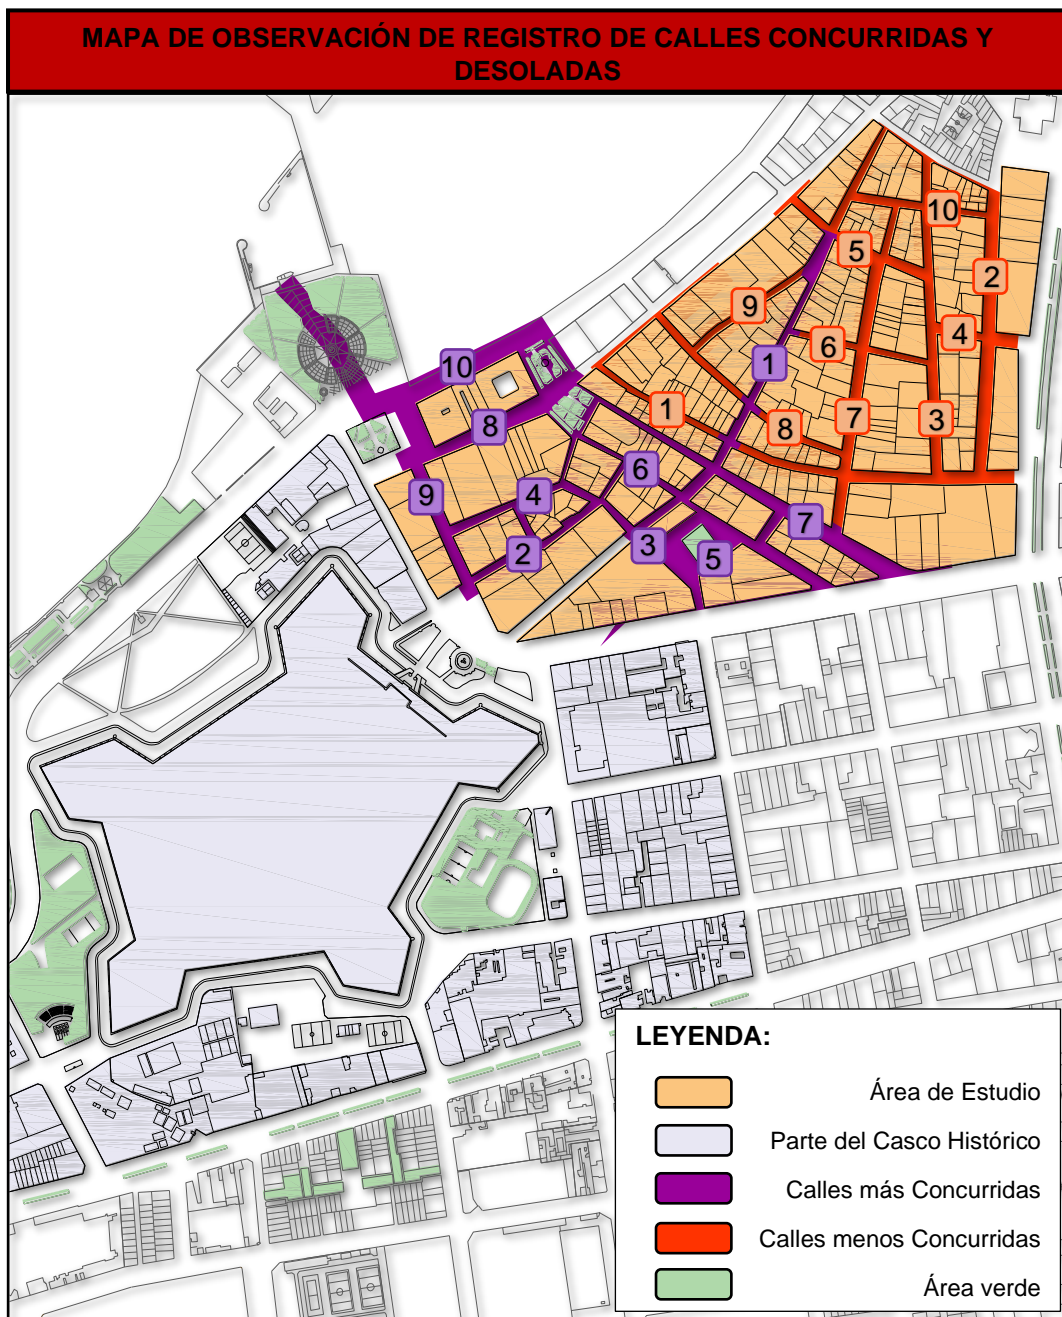 MAPA DE OBSERVACIÓN DE REGISTRO DE CALLES CONCURRIDAS Y
DESOLADAS
10
5
2
9
4
6
1
10
1
7
3
8
8
6
9
4
7
2
3
5
LEYENDA:
Área de Estudio
Parte del Casco Histórico
Calles más Concurridas
Calles menos Concurridas
Área verde